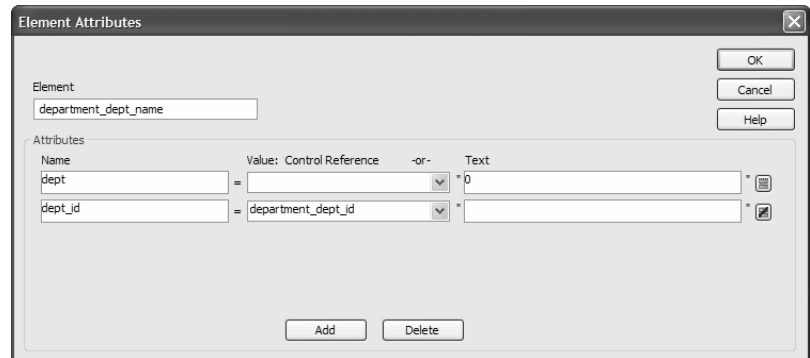 Element Attributes
OK
Element
Cancel
department_dept_name
Help
Attributes
Name Value: Control Reference -or- Text
dept = " 0 "
dept_id = department_dept_id " "
Add Delete